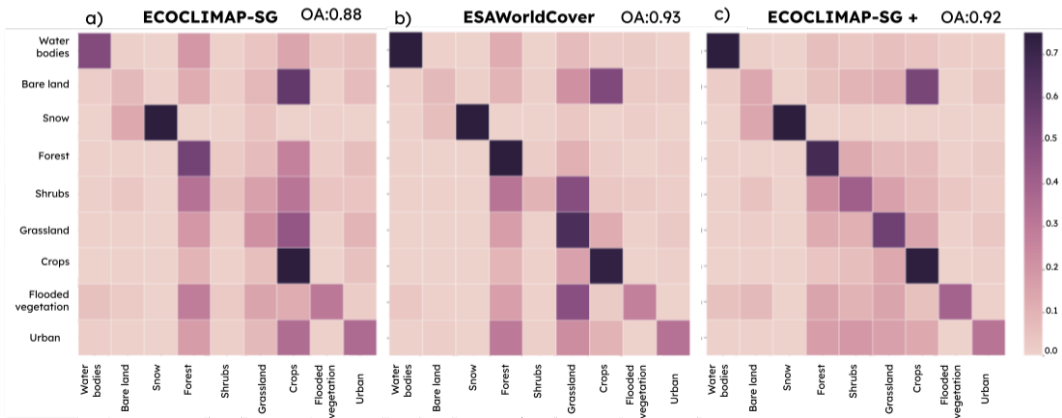 a) ECOCLIMAP-SG OA:0.88
b) ESAWorldCover OA:0.93
c) ECOCLIMAP-SG + OA:0.92
Water
bodies
Bare land
Snow
Forest
Shrubs
Grassland
Crops
Flooded
vegetation
Urban
Water
bodies
Bare land
Snow
Forest
Shrubs
Grassland
Crops
Flooded
vegetation
Urban
Water
bodies
Bare land
Snow
Forest
Shrubs
Grassland
Crops
Flooded
vegetation
Urban
Water
bodies
Bare land
Snow
Forest
Shrubs
Grassland
Crops
Flooded
vegetation
Urban
0.7
0.6
0.5
0.4
0.3
0.2
0.1
0.0